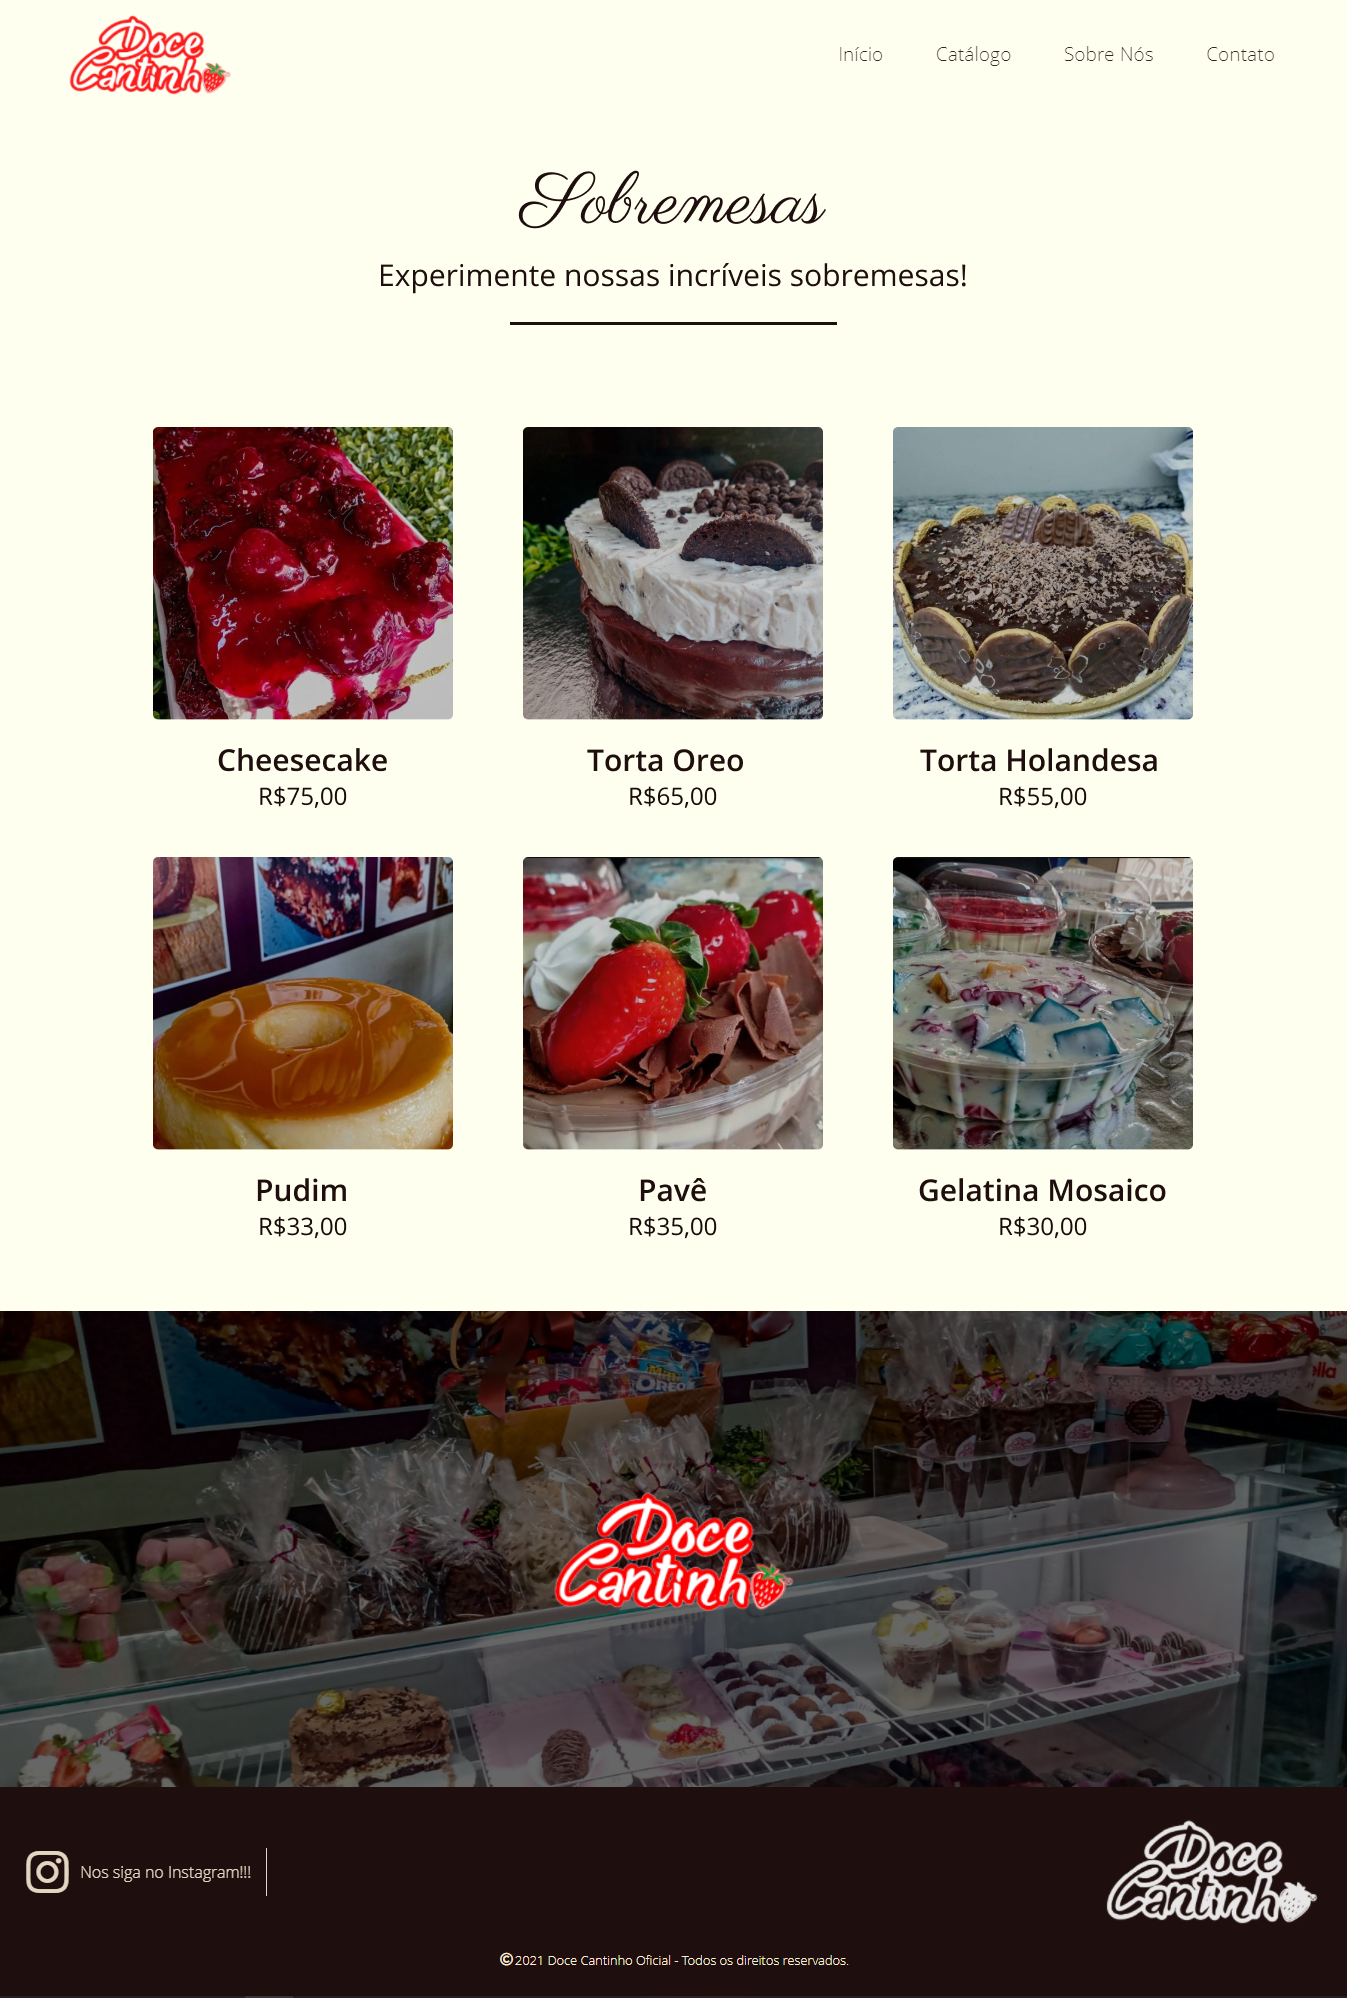 Doce
Cantinho
Início
Catálogo
Sobre Nós
Contato
Sobremesas
Experimente nossas incríveis sobremesas!
Cheesecake
R$75,00
Torta Oreo
R$65,00
Torta Holandesa
R$55,00
Pudim
R$33,00
Pavê
R$35,00
Gelatina Mosaico
R$30,00
Mini
OREO
Doce
Cantinho
Nos siga no Instagram!!!
Doce
Cantinho
©2021 Doce Cantinho Oficial - Todos os direitos reservados.